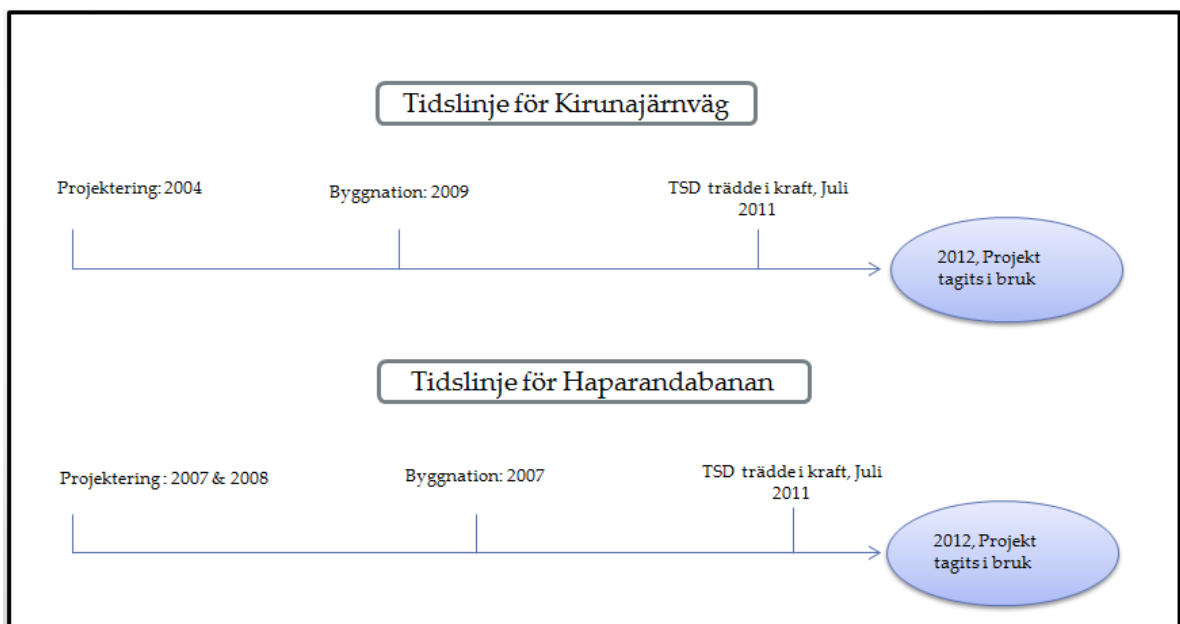 Tidslinje för Kirunajärnväg
Projektering: 2004
Byggnation: 2009
TSD trädde i kraft, Juli
2011
2012, Projekt
tagits i bruk
Tidslinje för Haparandabanan
Projektering: 2007 & 2008
Byggnation: 2007
TSD trädde i kraft, Juli
2011
2012, Projekt
tagits i bruk